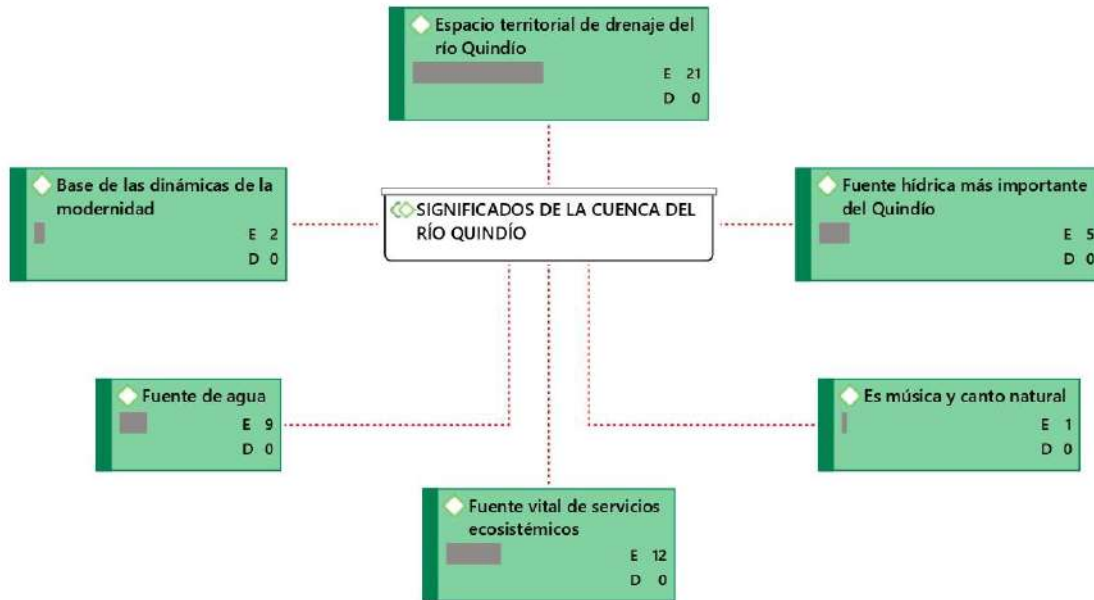 Espacio territorial de drenaje del
río Quindío
E 21
D 0
Base de las dinámicas de la
modernidad
E 2
D 0
SIGNIFICADOS DE LA CUENCA DEL
RÍO QUINDÍO
Fuente hídrica más importante
del Quindío
E 5
D 0
Fuente de agua
E 9
D 0
Es música y canto natural
E 1
D 0
Fuente vital de servicios
ecosistémicos
E 12
D 0